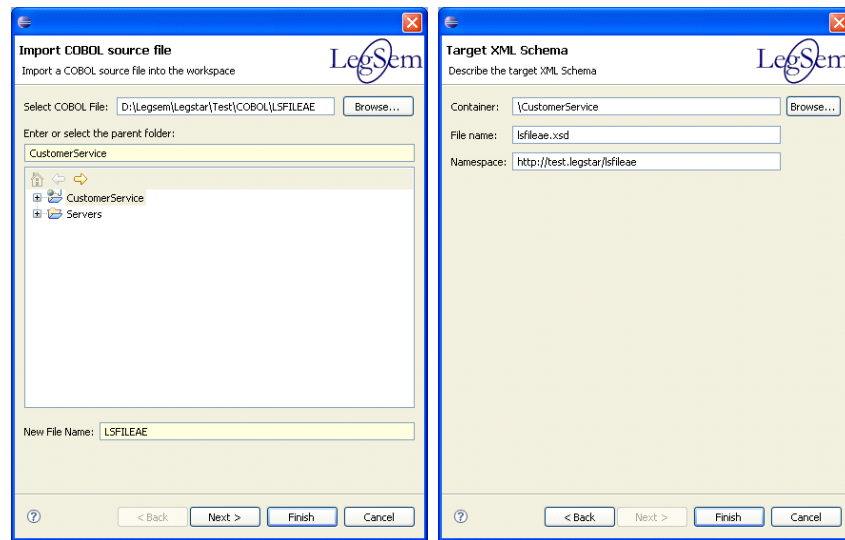 Import COBOL source file
Import a COBOL source file into the workspace
LegSem
Select COBOL File: D:\Legsem\Legstar\Test\COBOL\LSFILEAE Browse...
Enter or select the parent folder:
CustomerService
CustomerService
Servers
New File Name: LSFILEAE
< Back Next > Finish Cancel
Target XML Schema
Describe the target XML Schema
LegSem
Container: \CustomerService Browse...
File name: lsfileae.xsd
Namespace: http://test.legstar/lsfileae
< Back Next > Finish Cancel